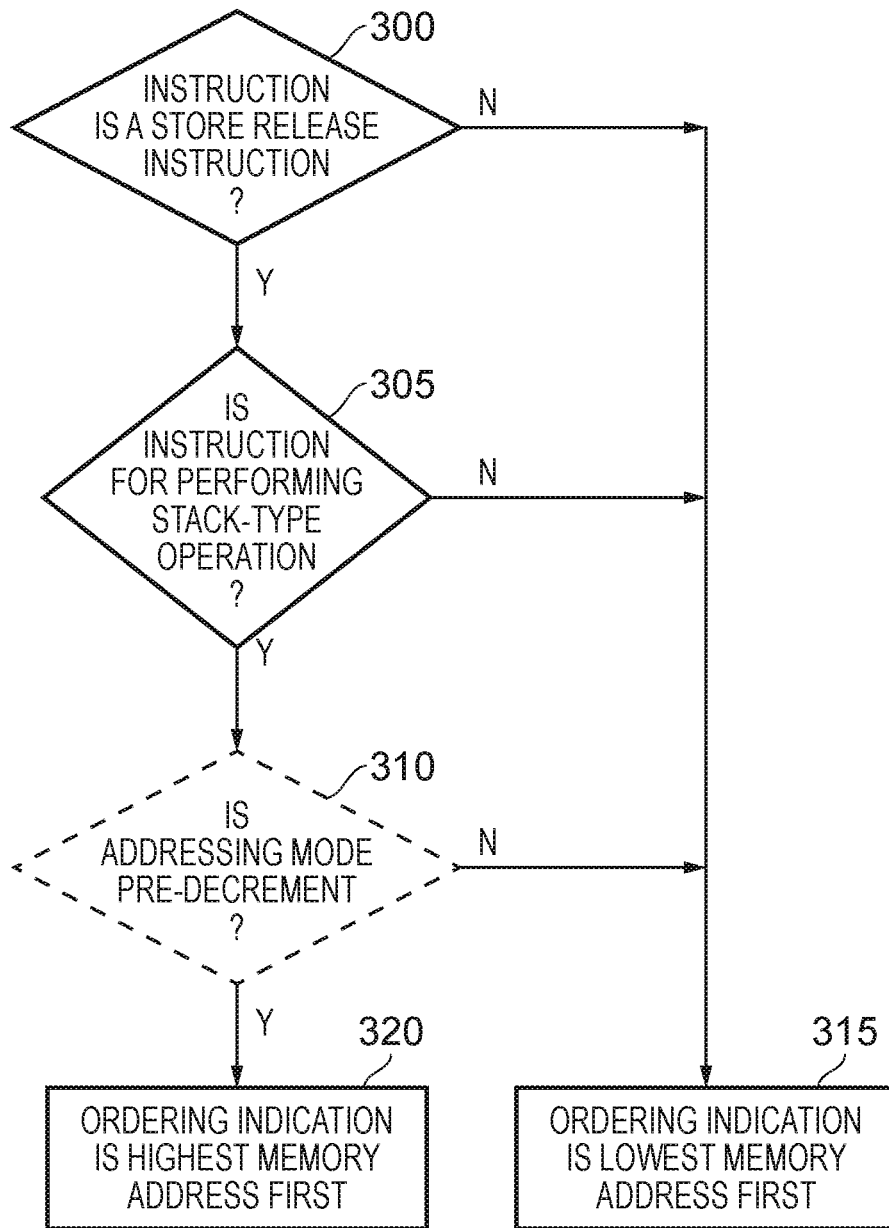 300
INSTRUCTION
IS A STORE RELEASE
INSTRUCTION
?
N
Y
305
IS
INSTRUCTION
FOR PERFORMING
STACK-TYPE
OPERATION
?
N
Y
310
IS
ADDRESSING MODE
PRE-DECREMENT
?
N
Y
320
ORDERING INDICATION
IS HIGHEST MEMORY
ADDRESS FIRST
315
ORDERING INDICATION
IS LOWEST MEMORY
ADDRESS FIRST